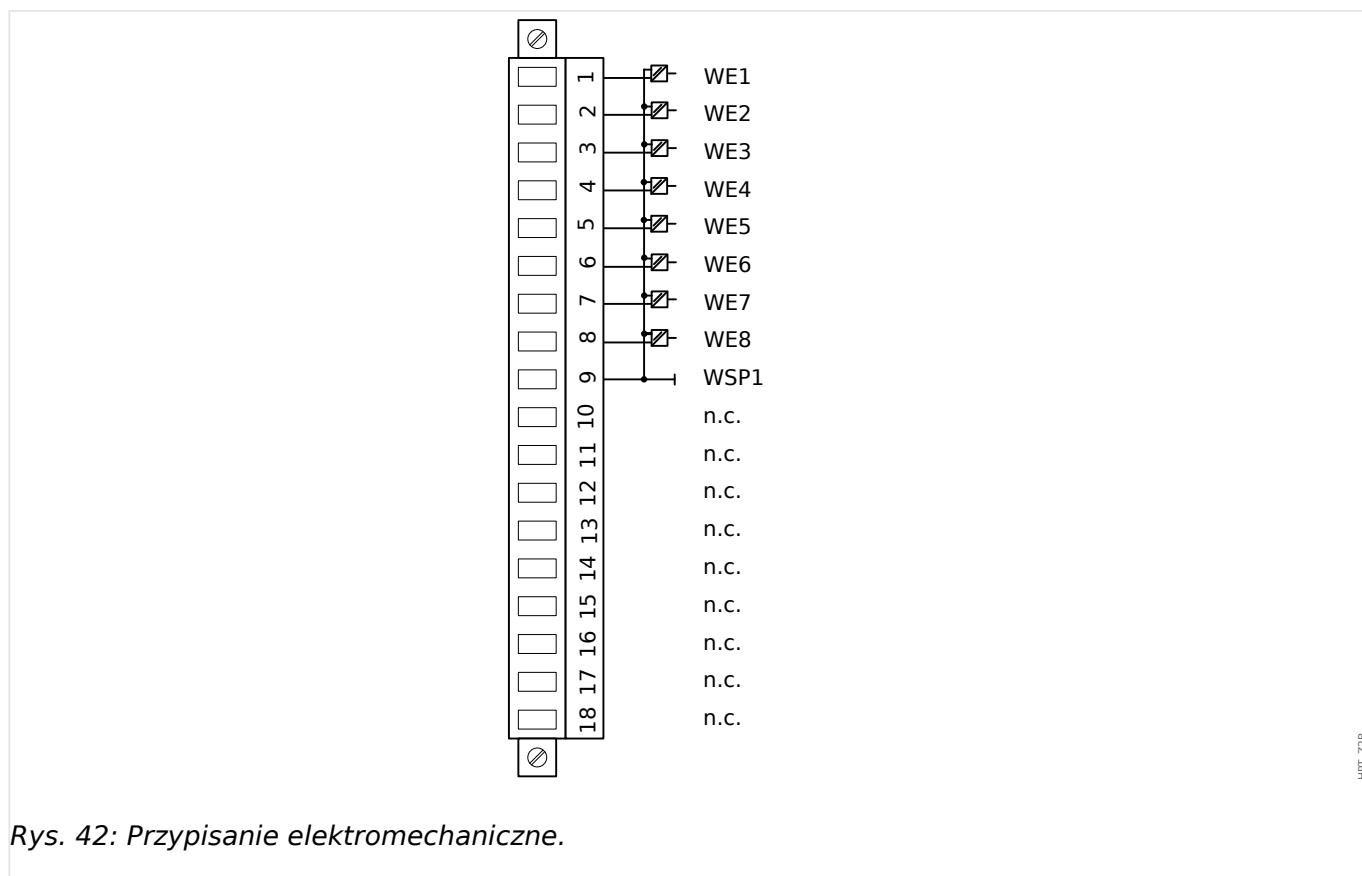 1 WE1
2 WE2
3 WE3
4 WE4
5 WE5
6 WE6
7 WE7
8 WE8
9 WSP1
10 n.c.
11 n.c.
12 n.c.
13 n.c.
14 n.c.
15 n.c.
16 n.c.
17 n.c.
18 n.c.
Rys. 42: Przypisanie elektromechaniczne.